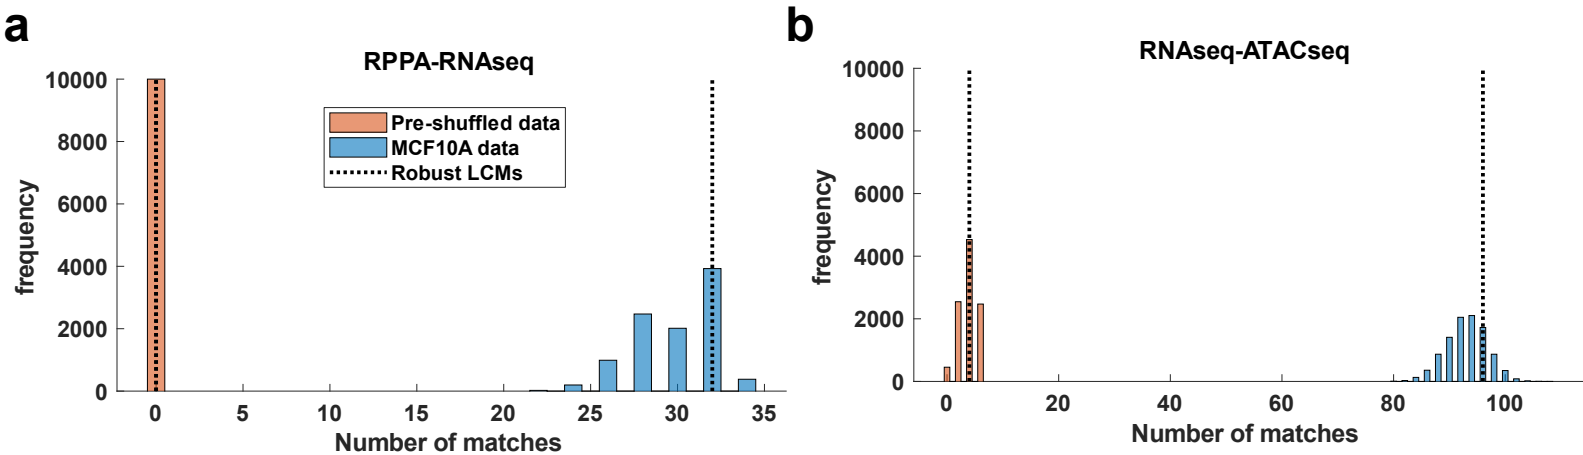 a
RPPA-RNAseq
10000
8000
6000
4000
2000
0
frequency
Pre-shuffled data
MCF10A data
Robust LCMs
0 5 10 15 20 25 30 35
Number of matches
b
RNAseq-ATACseq
10000
8000
6000
4000
2000
0
frequency
0 20 40 60 80 100
Number of matches